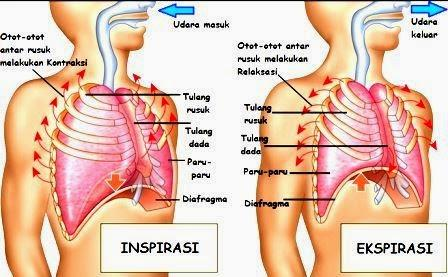 Udara masuk
Otot-otot
antar rusuk
melakukan Kontraksi
Tulang
rusuk
Tulang
dada
Paru-
paru
Diafragma
INSPIRASI
Udara
keluar
Otot-otot antar
rusuk melakukan
Relaksasi
Tulang
rusuk
Tulang
dada
Paru-paru
Diafragma
EKSPIRASI